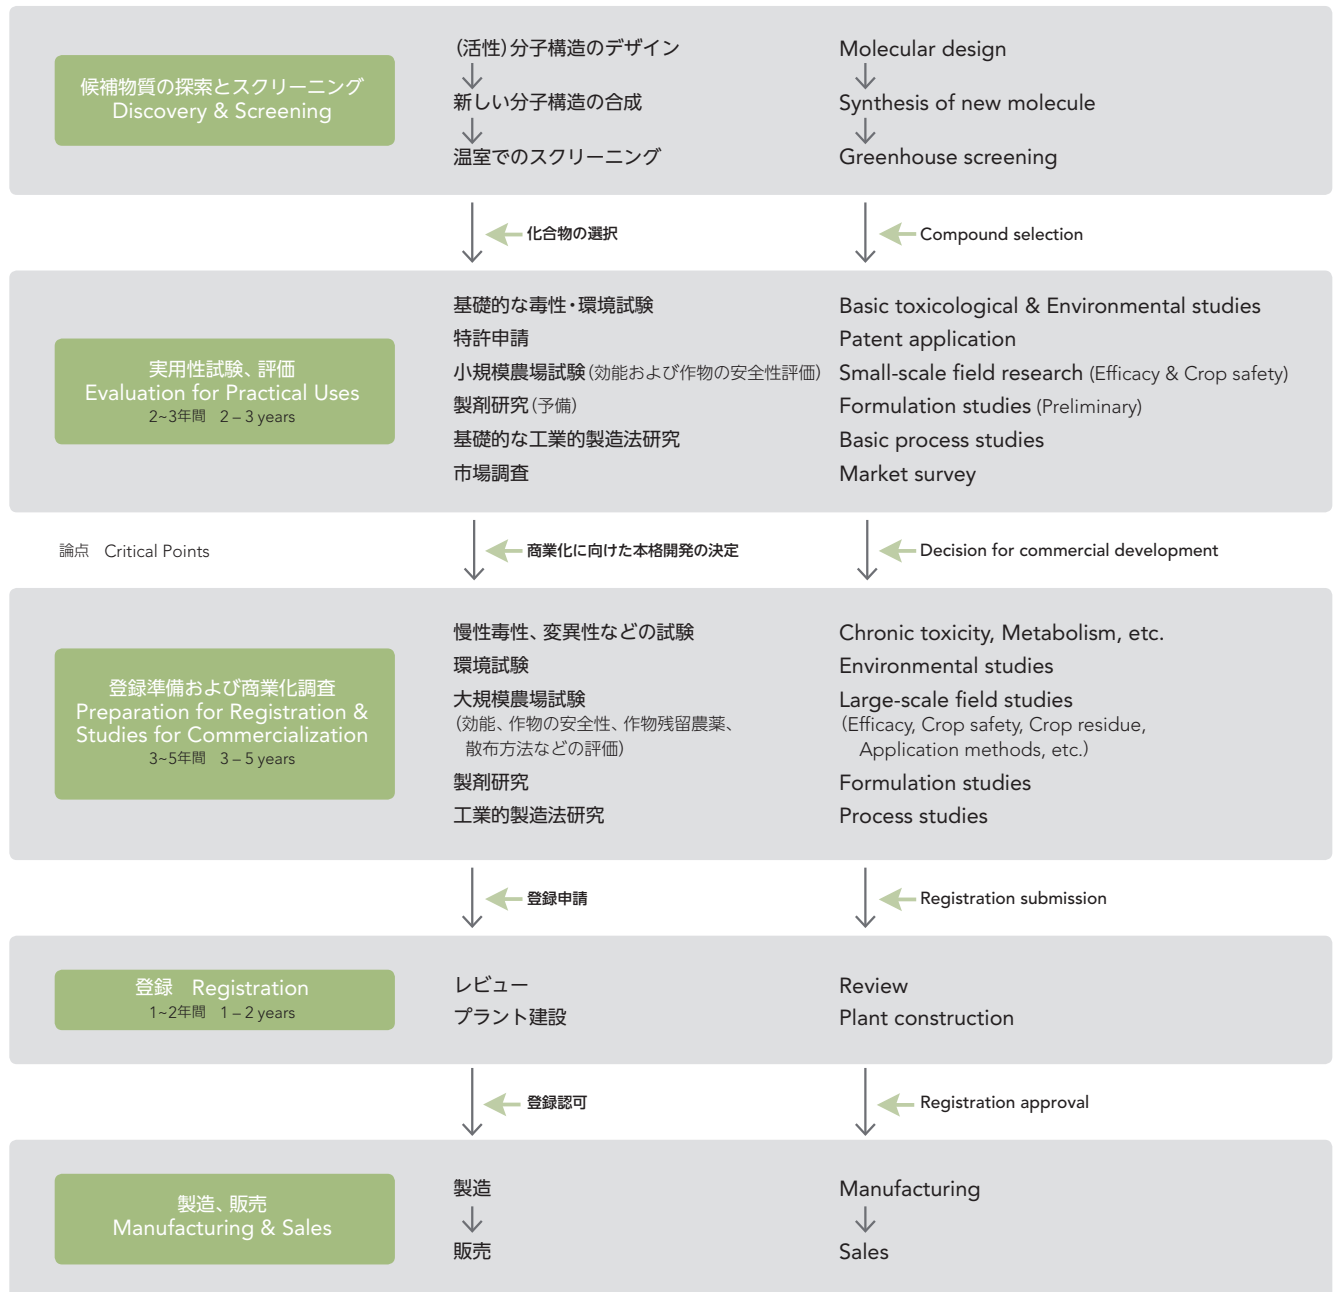 候補物質の探索とスクリーニング
Discovery & Screening
（活性）分子構造のデザイン
新しい分子構造の合成
温室でのスクリーニング
Molecular design
Synthesis of new molecule
Greenhouse screening
化合物の選択
Compound selection
実用性試験、評価
Evaluation for Practical Uses
2~3年間 2 – 3 years
基礎的な毒性・環境試験
特許申請
小規模農場試験（効能および作物の安全性評価）
製剤研究（予備）
基礎的な工業的製造法研究
市場調査
Basic toxicological & Environmental studies
Patent application
Small-scale field research (Efficacy & Crop safety)
Formulation studies (Preliminary)
Basic process studies
Market survey
論点 Critical Points
商業化に向けた本格開発の決定
Decision for commercial development
登録準備および商業化調査
Preparation for Registration &
Studies for Commercialization
3~5年間 3 – 5 years
慢性毒性、変異性などの試験
環境試験
大規模農場試験
（効能、作物の安全性、作物残留農薬、
散布方法などの評価）
製剤研究
工業的製造法研究
Chronic toxicity, Metabolism, etc.
Environmental studies
Large-scale field studies
（Efficacy, Crop safety, Crop residue,
Application methods, etc.）
Formulation studies
Process studies
登録申請
Registration submission
登録 Registration
1~2年間 1 – 2 years
レビュー
プラント建設
Review
Plant construction
登録認可
Registration approval
製造、販売
Manufacturing & Sales
製造
販売
Manufacturing
Sales